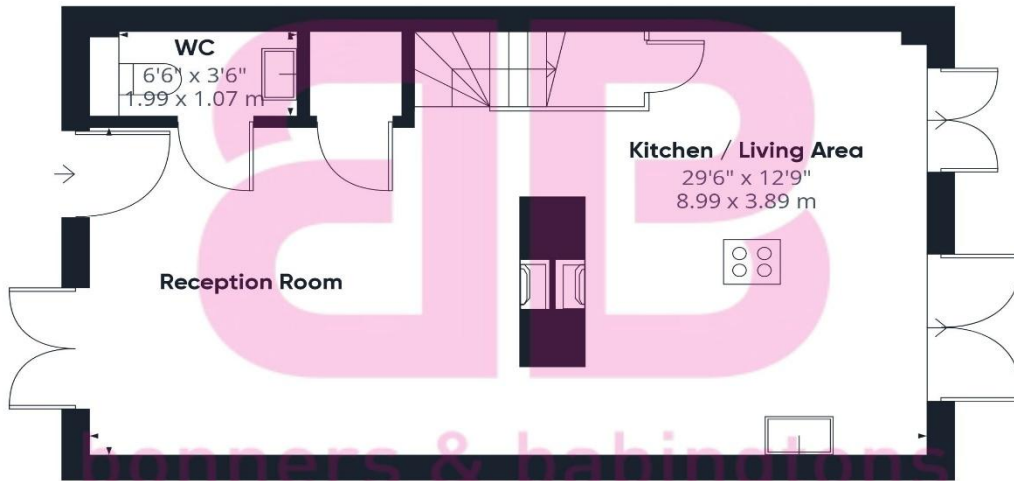 WC
6'6" x 3'6"
1.99 x 1.07 m
Kitchen / Living Area
29'6" x 12'9"
8.99 x 3.89 m
Reception Room
bonners & babingtons